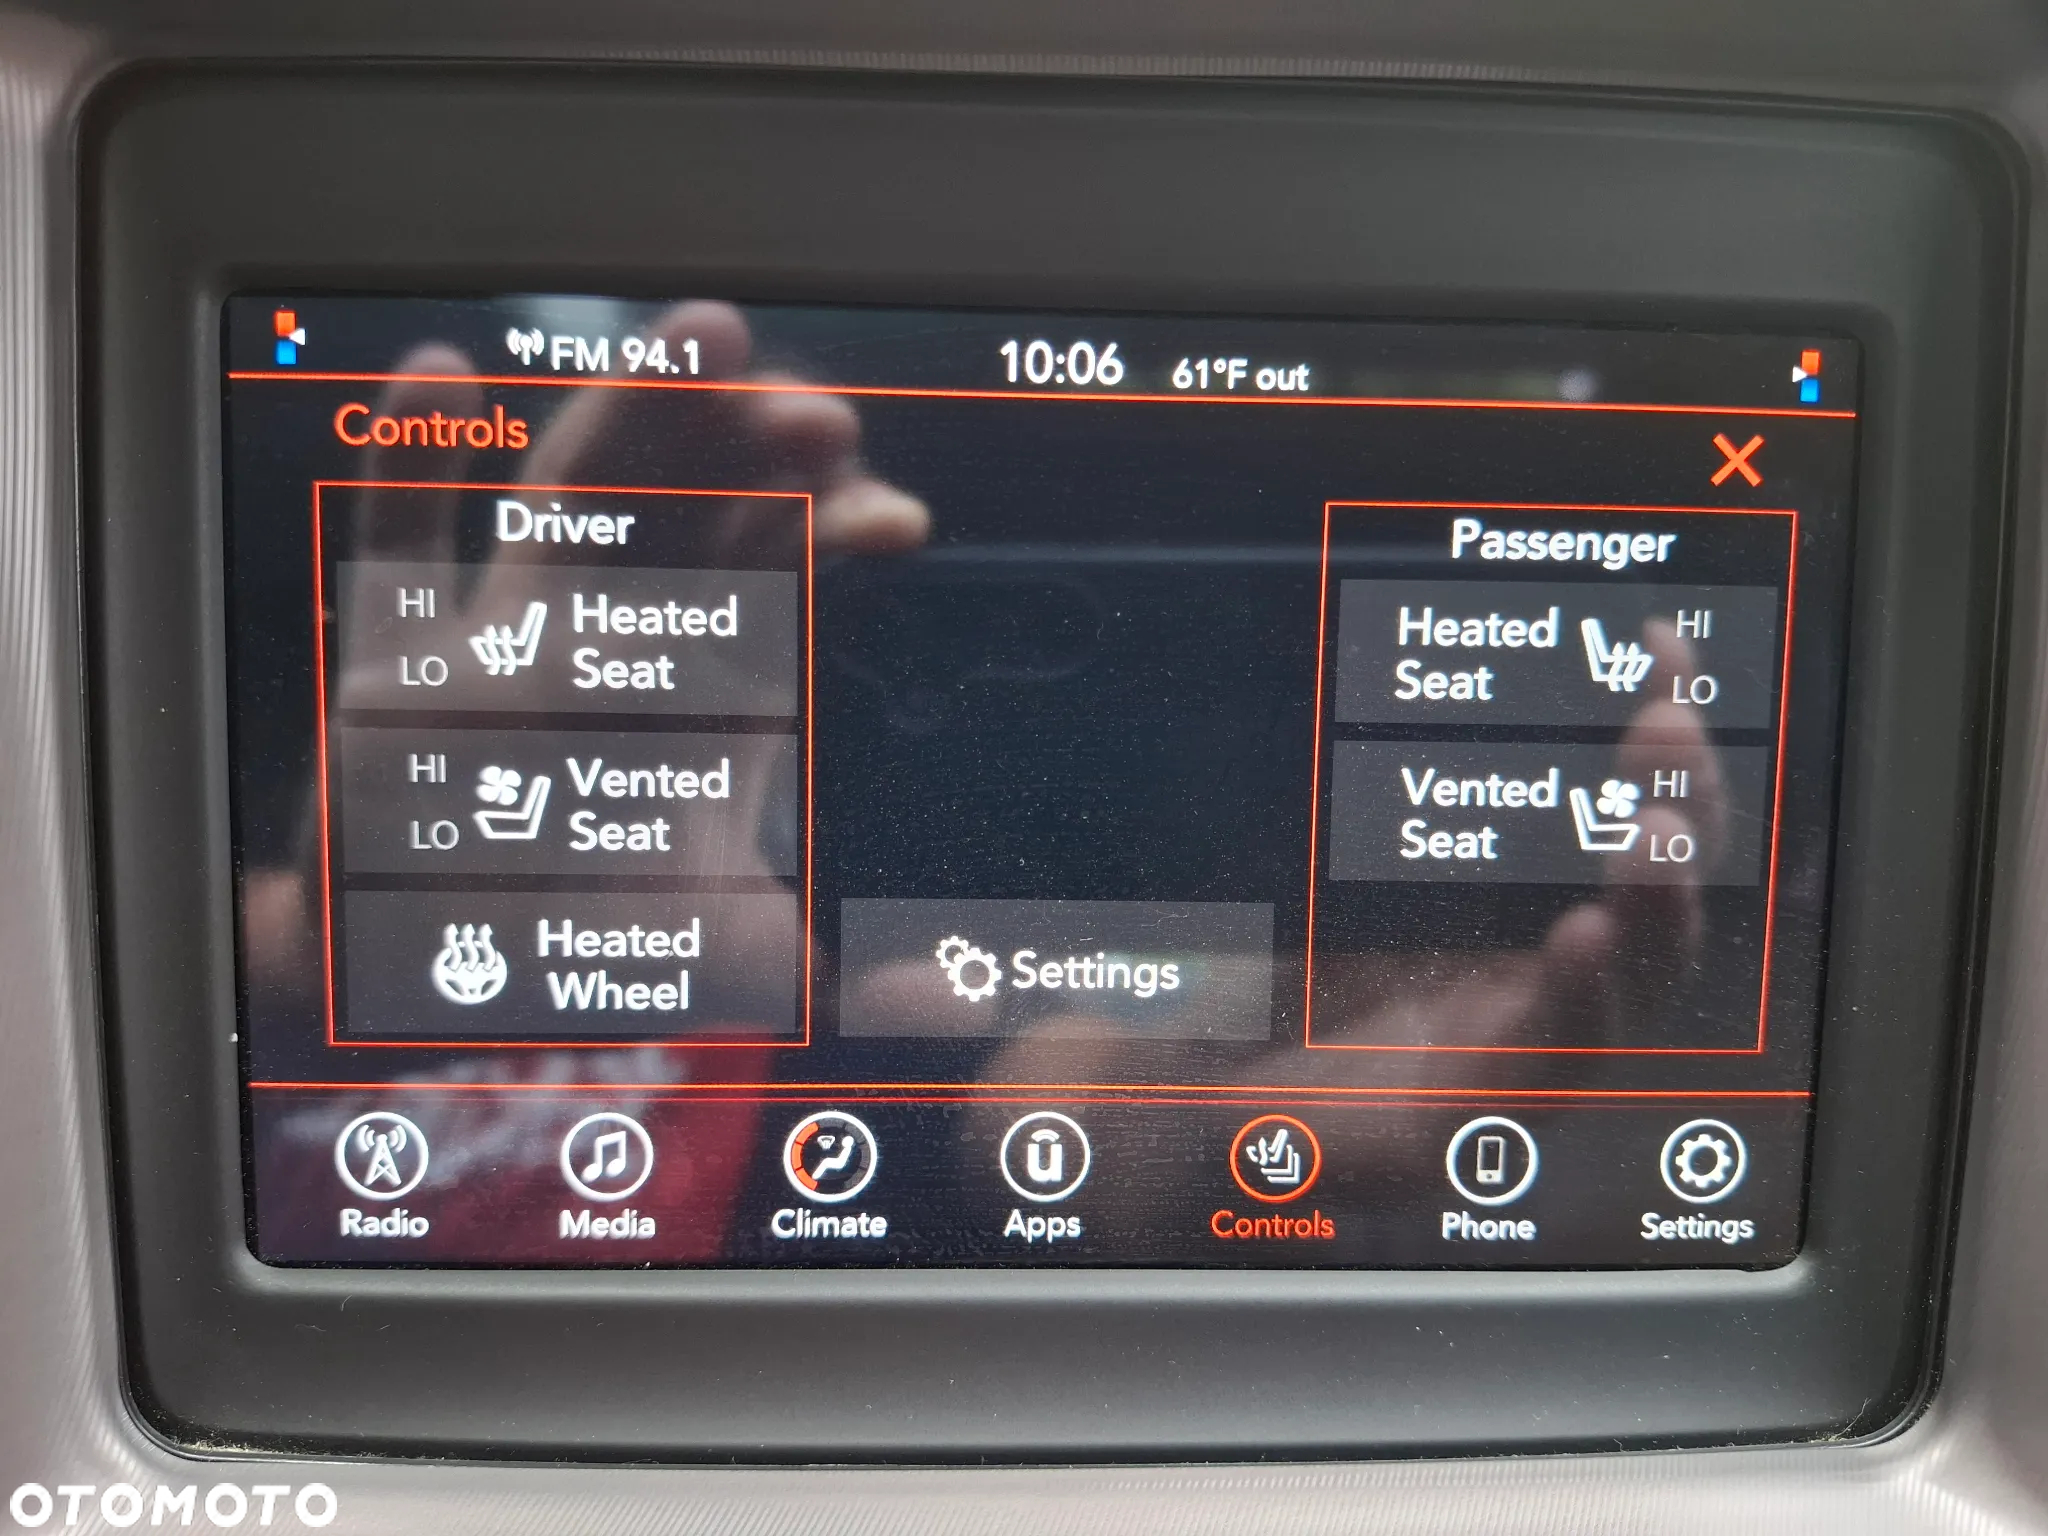 FM 94.1
10:06
61°F out
Controls
Driver
HI
LO
Heated
Seat
HI
LO
Vented
Seat
Heated
Wheel
Settings
Passenger
Heated
Seat
HI
LO
Vented
Seat
HI
LO
Radio
Media
Climate
Apps
Controls
Phone
Settings
OTOMOTO